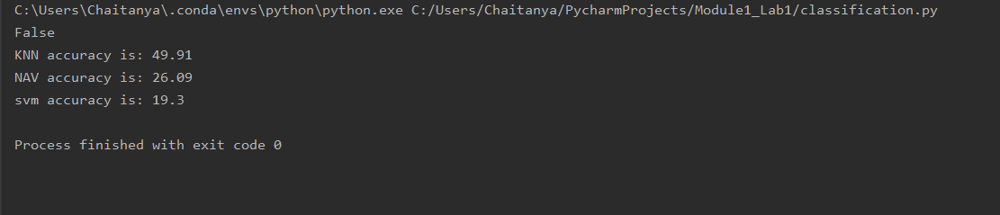 C:\Users\Chaitanya\.conda\envs\python\python.exe C:/Users/Chaitanya/PycharmProjects/Module1_Lab1/classification.py
False
KNN accuracy is: 49.91
NAV accuracy is: 26.09
svm accuracy is: 19.3
Process finished with exit code 0